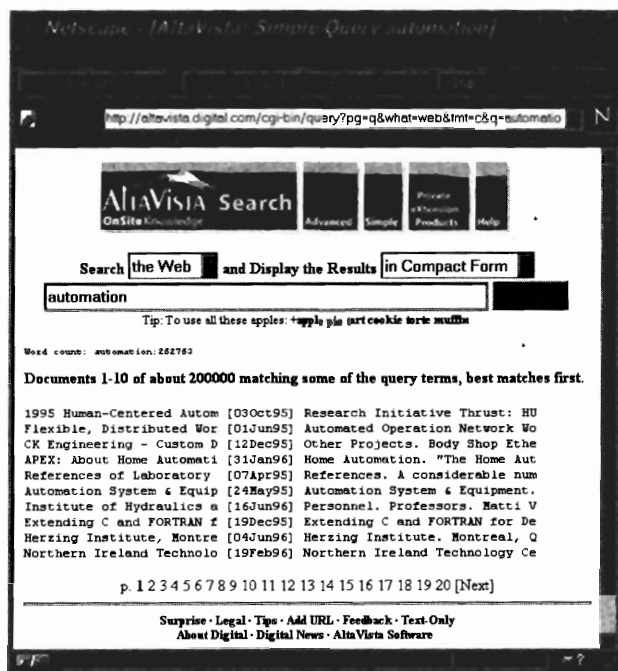 Netscape - [AltaVista: Simple Query automation]
http://altavista.digital.com/cgi-bin/query?pg=q&what=web&fmt=c&q=automatio N
ALTAVISTA Search
OnSite Knowledge
Advanced Simple Private eXtension Products Help
Search the Web and Display the Results in Compact Form
automation
Tip: To use all these apples: +apple pie tart cookie torte muffin
Word count: automation:262763
Documents 1-10 of about 200000 matching some of the query terms, best matches first.
1995 Human-Centered Autom [03Oct95] Research Initiative Thrust: HU
Flexible, Distributed Wor [01Jun95] Automated Operation Network Wo
CK Engineering - Custom D [12Dec95] Other Projects. Body Shop Ethe
APEX: About Home Automati [31Jan96] Home Automation. "The Home Aut
References of Laboratory [07Apr95] References. A considerable num
Automation System & Equip [24May95] Automation System & Equipment.
Institute of Hydraulics a [16Jun96] Personnel. Professors. Matti V
Extending C and FORTRAN f [19Dec95] Extending C and FORTRAN for De
Herzing Institute, Montre [04Jun96] Herzing Institute. Montreal, Q
Northern Ireland Technolo [19Feb96] Northern Ireland Technology Ce
p. 1 2 3 4 5 6 7 8 9 10 11 12 13 14 15 16 17 18 19 20 [Next]
Surprise · Legal · Tips · Add URL · Feedback · Text-Only
About Digital · Digital News · AltaVista Software
?